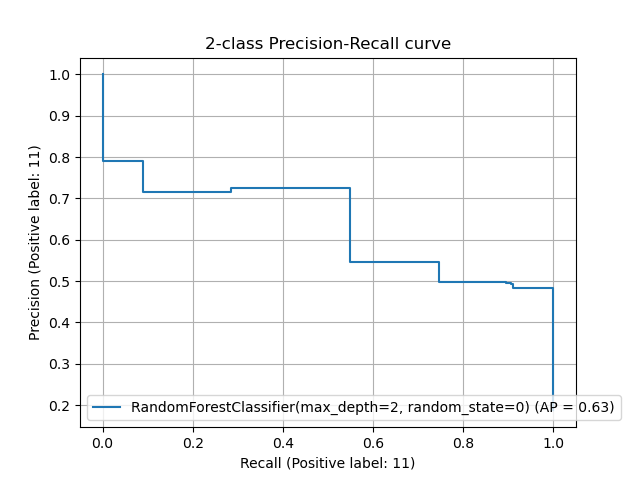 2-class Precision-Recall curve
1.0
0.9
0.8
0.7
0.6
0.5
0.4
0.3
0.2
Precision (Positive label: 11)
RandomForestClassifier(max_depth=2, random_state=0) (AP = 0.63)
0.0 0.2 0.4 0.6 0.8 1.0
Recall (Positive label: 11)